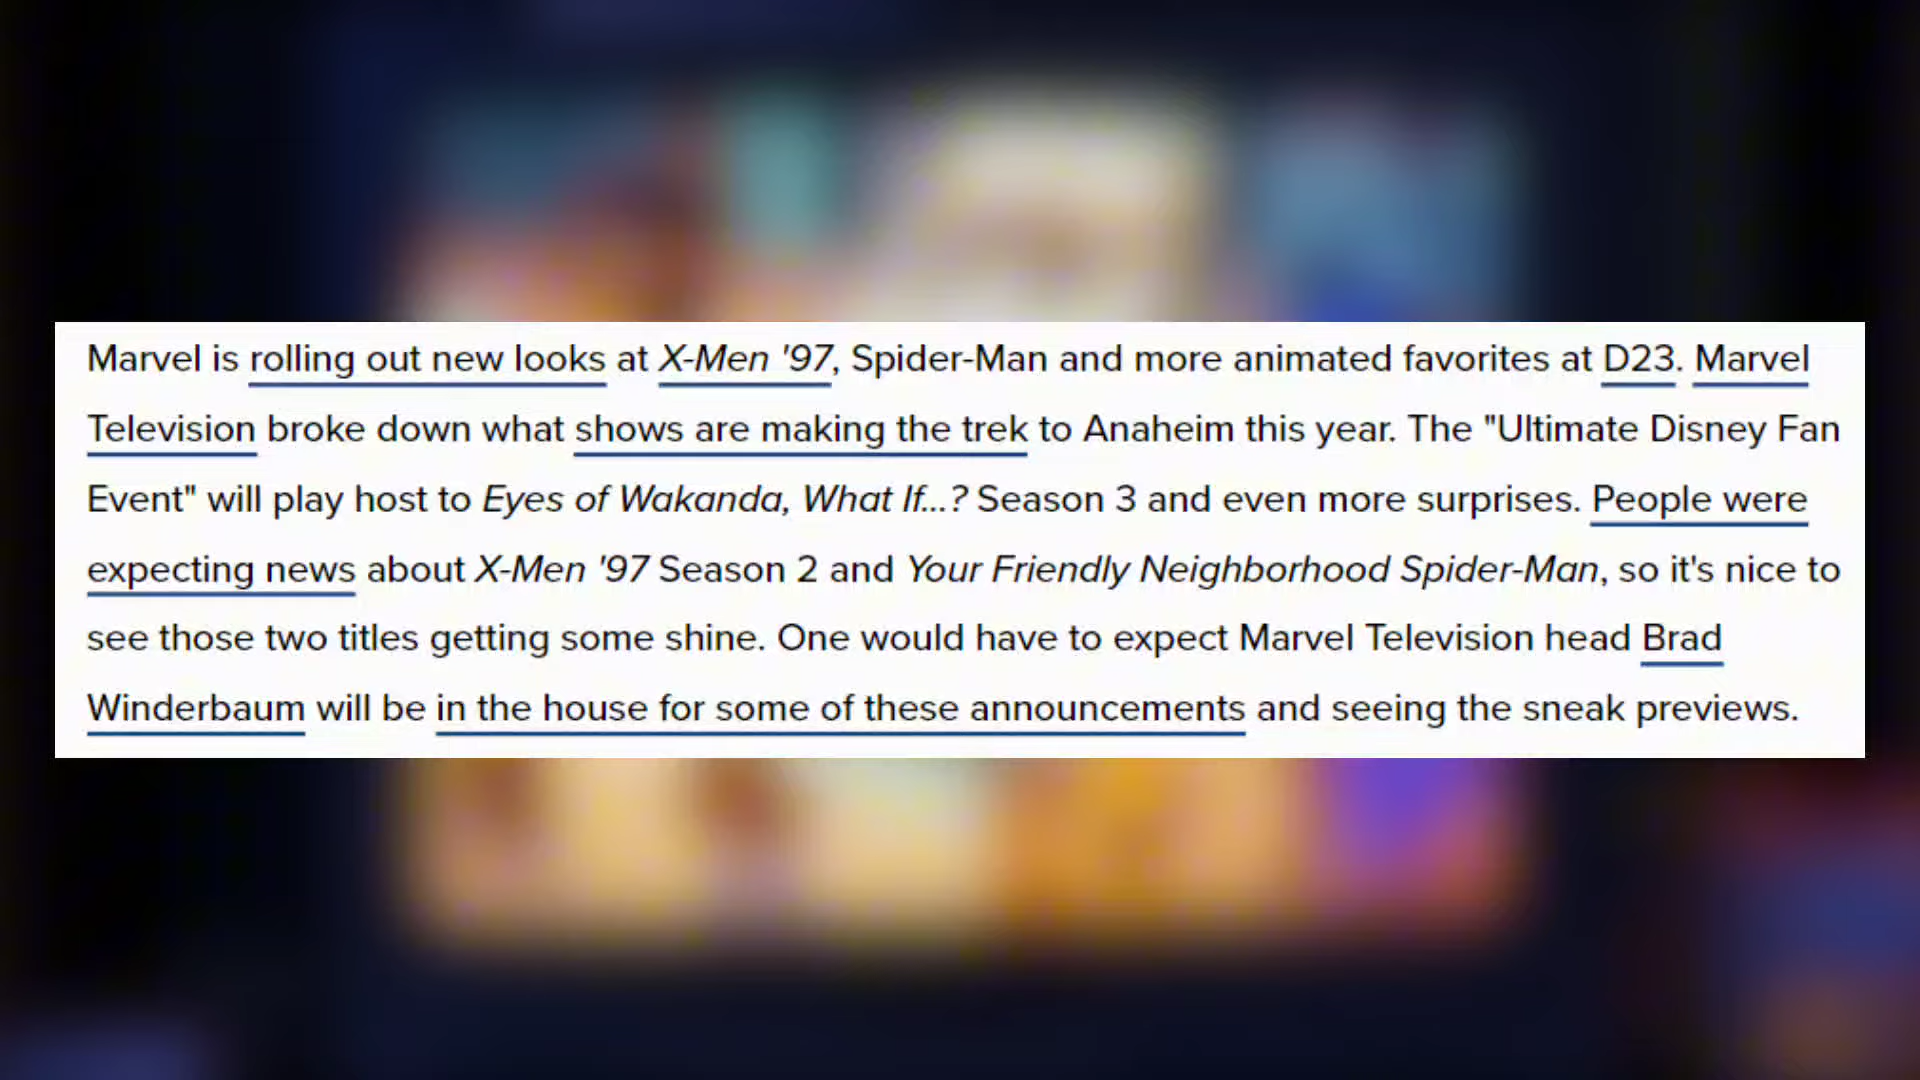 Marvel is rolling out new looks at X-Men '97, Spider-Man and more animated favorites at D23. Marvel
Television broke down what shows are making the trek to Anaheim this year. The "Ultimate Disney Fan
Event" will play host to Eyes of Wakanda, What If...? Season 3 and even more surprises. People were
expecting news about X-Men '97 Season 2 and Your Friendly Neighborhood Spider-Man, so it's nice to
see those two titles getting some shine. One would have to expect Marvel Television head Brad
Winderbaum will be in the house for some of these announcements and seeing the sneak previews.